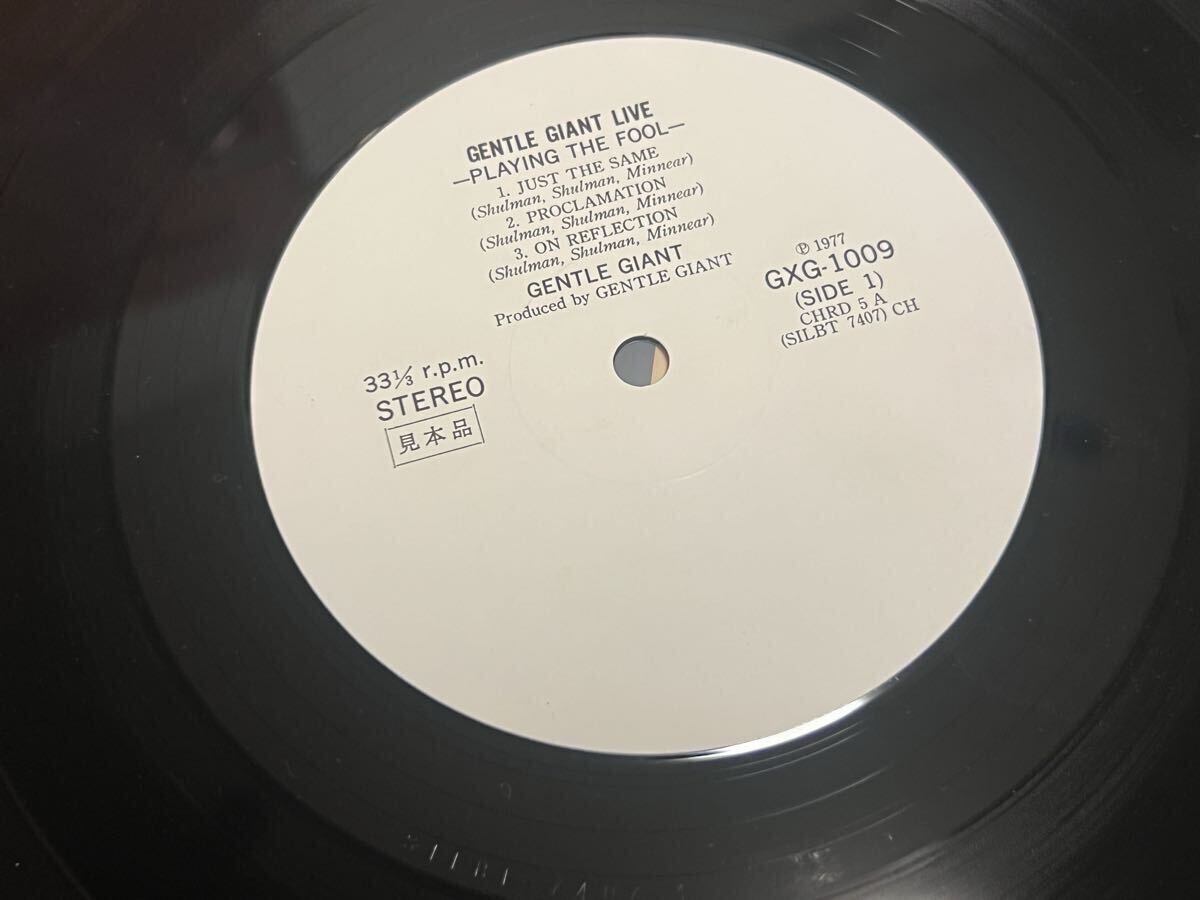 GENTLE GIANT LIVE
—PLAYING THE FOOL—
1. JUST THE SAME
(Shulman, Shulman, Minnear)
2. PROCLAMATION
(Shulman, Shulman, Minnear)
3. ON REFLECTION
(Shulman, Shulman, Minnear)
GENTLE GIANT
Produced by GENTLE GIANT
Ⓟ 1977
GXG-1009
(SIDE 1)
CHRD 5 A
(SILBT 7407) CH
33⅓ r.p.m.
STEREO
見本品